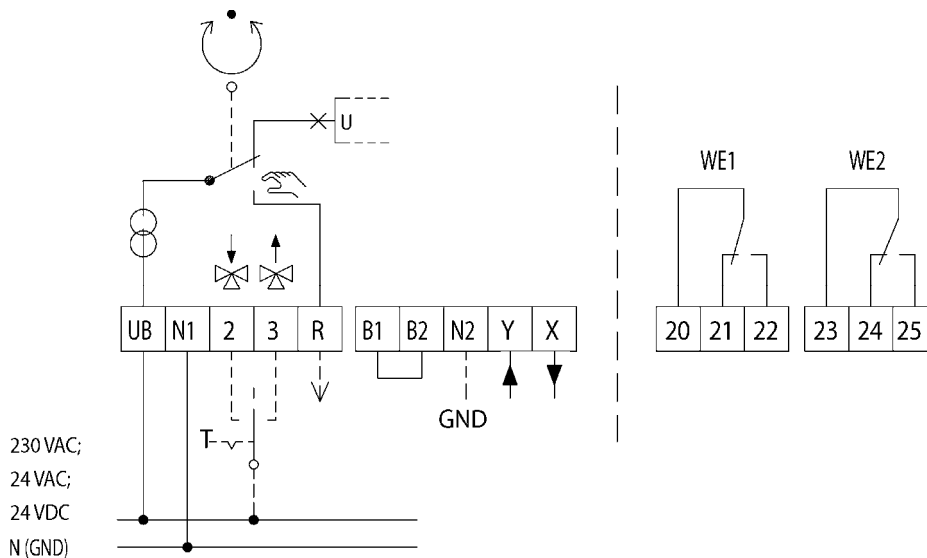 U
WE1 WE2
UB N1 2 3 R B1 B2 N2 Y X 20 21 22 23 24 25
GND
T
230 VAC;
24 VAC;
24 VDC
N (GND)